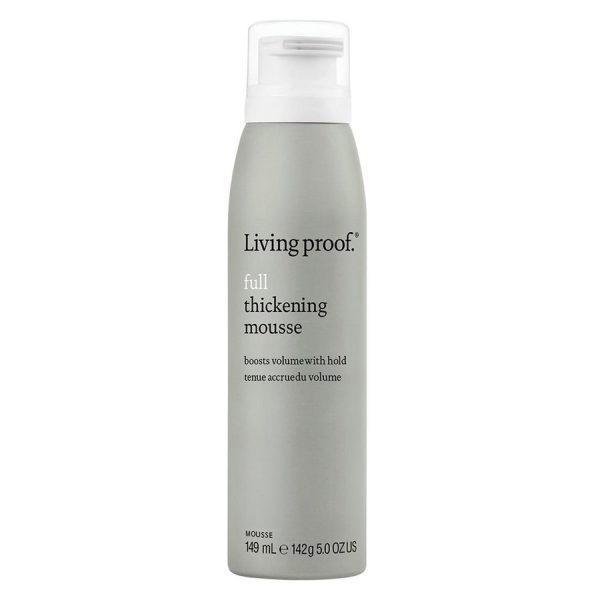 Living proof.®
full
thickening
mousse
boosts volume with hold
tenue accrue du volume
MOUSSE
149 mL ℮ 142g 5.0 OZ US